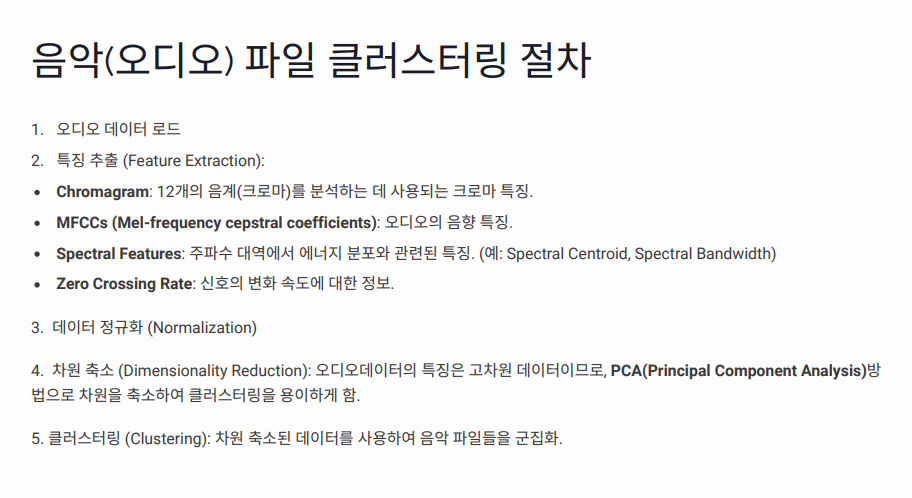 음악(오디오) 파일 클러스터링 절차
1. 오디오 데이터 로드
2. 특징 추출 (Feature Extraction):
• Chromagram: 12개의 음계(크로마)를 분석하는 데 사용되는 크로마 특징.
• MFCCs (Mel-frequency cepstral coefficients): 오디오의 음향 특징.
• Spectral Features: 주파수 대역에서 에너지 분포와 관련된 특징. (예: Spectral Centroid, Spectral Bandwidth)
• Zero Crossing Rate: 신호의 변화 속도에 대한 정보.
3. 데이터 정규화 (Normalization)
4. 차원 축소 (Dimensionality Reduction): 오디오데이터의 특징은 고차원 데이터이므로, PCA(Principal Component Analysis)방
법으로 차원을 축소하여 클러스터링을 용이하게 함.
5. 클러스터링 (Clustering): 차원 축소된 데이터를 사용하여 음악 파일들을 군집화.